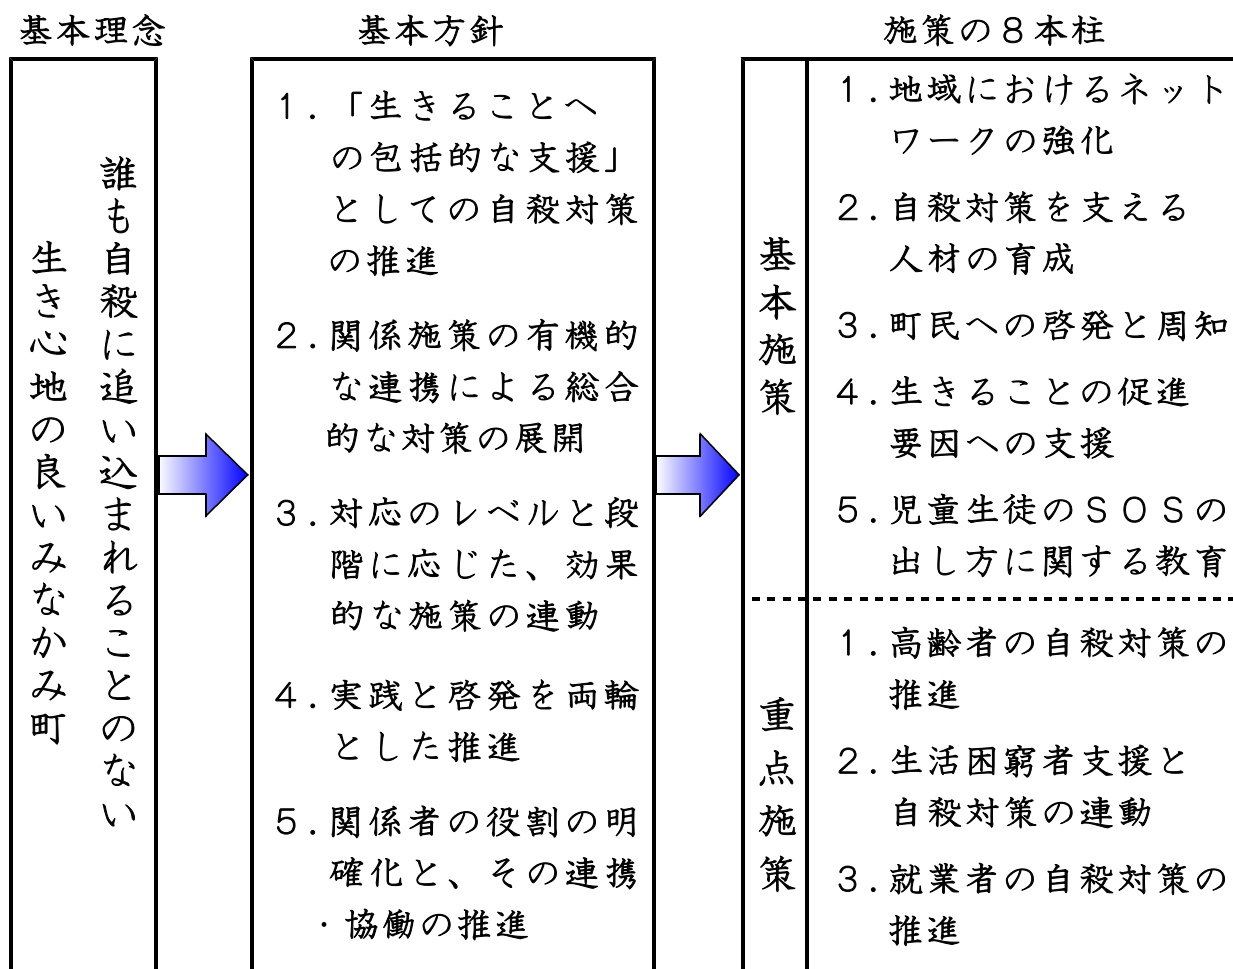 基本理念
誰も自殺に追い込まれることのない
生き心地の良いみなかみ町
基本方針
1．「生きることへ
の包括的な支援」
としての自殺対策
の推進
2．関係施策の有機的
な連携による総合
的な対策の展開
3．対応のレベルと段
階に応じた、効果
的な施策の連動
4．実践と啓発を両輪
とした推進
5．関係者の役割の明
確化と、その連携
・協働の推進
施策の８本柱
基本施策
1．地域におけるネット
ワークの強化
2．自殺対策を支える
人材の育成
3．町民への啓発と周知
4．生きることの促進
要因への支援
5．児童生徒のＳＯＳの
出し方に関する教育
重点施策
1．高齢者の自殺対策の
推進
2．生活困窮者支援と
自殺対策の連動
3．就業者の自殺対策の
推進